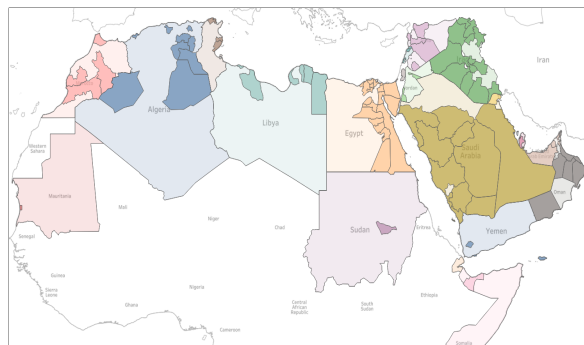 Iran
Algeria
Libya
Egypt
Jordan
Saudi
Arabia
Western
Sahara
Mauritania
Mali
Niger
Chad
Sudan
Eritrea
Yemen
Oman
Senegal
Guinea
Sierra
Leone
Ghana
Nigeria
Cameroon
Central
African
Republic
South
Sudan
Ethiopia
Somalia